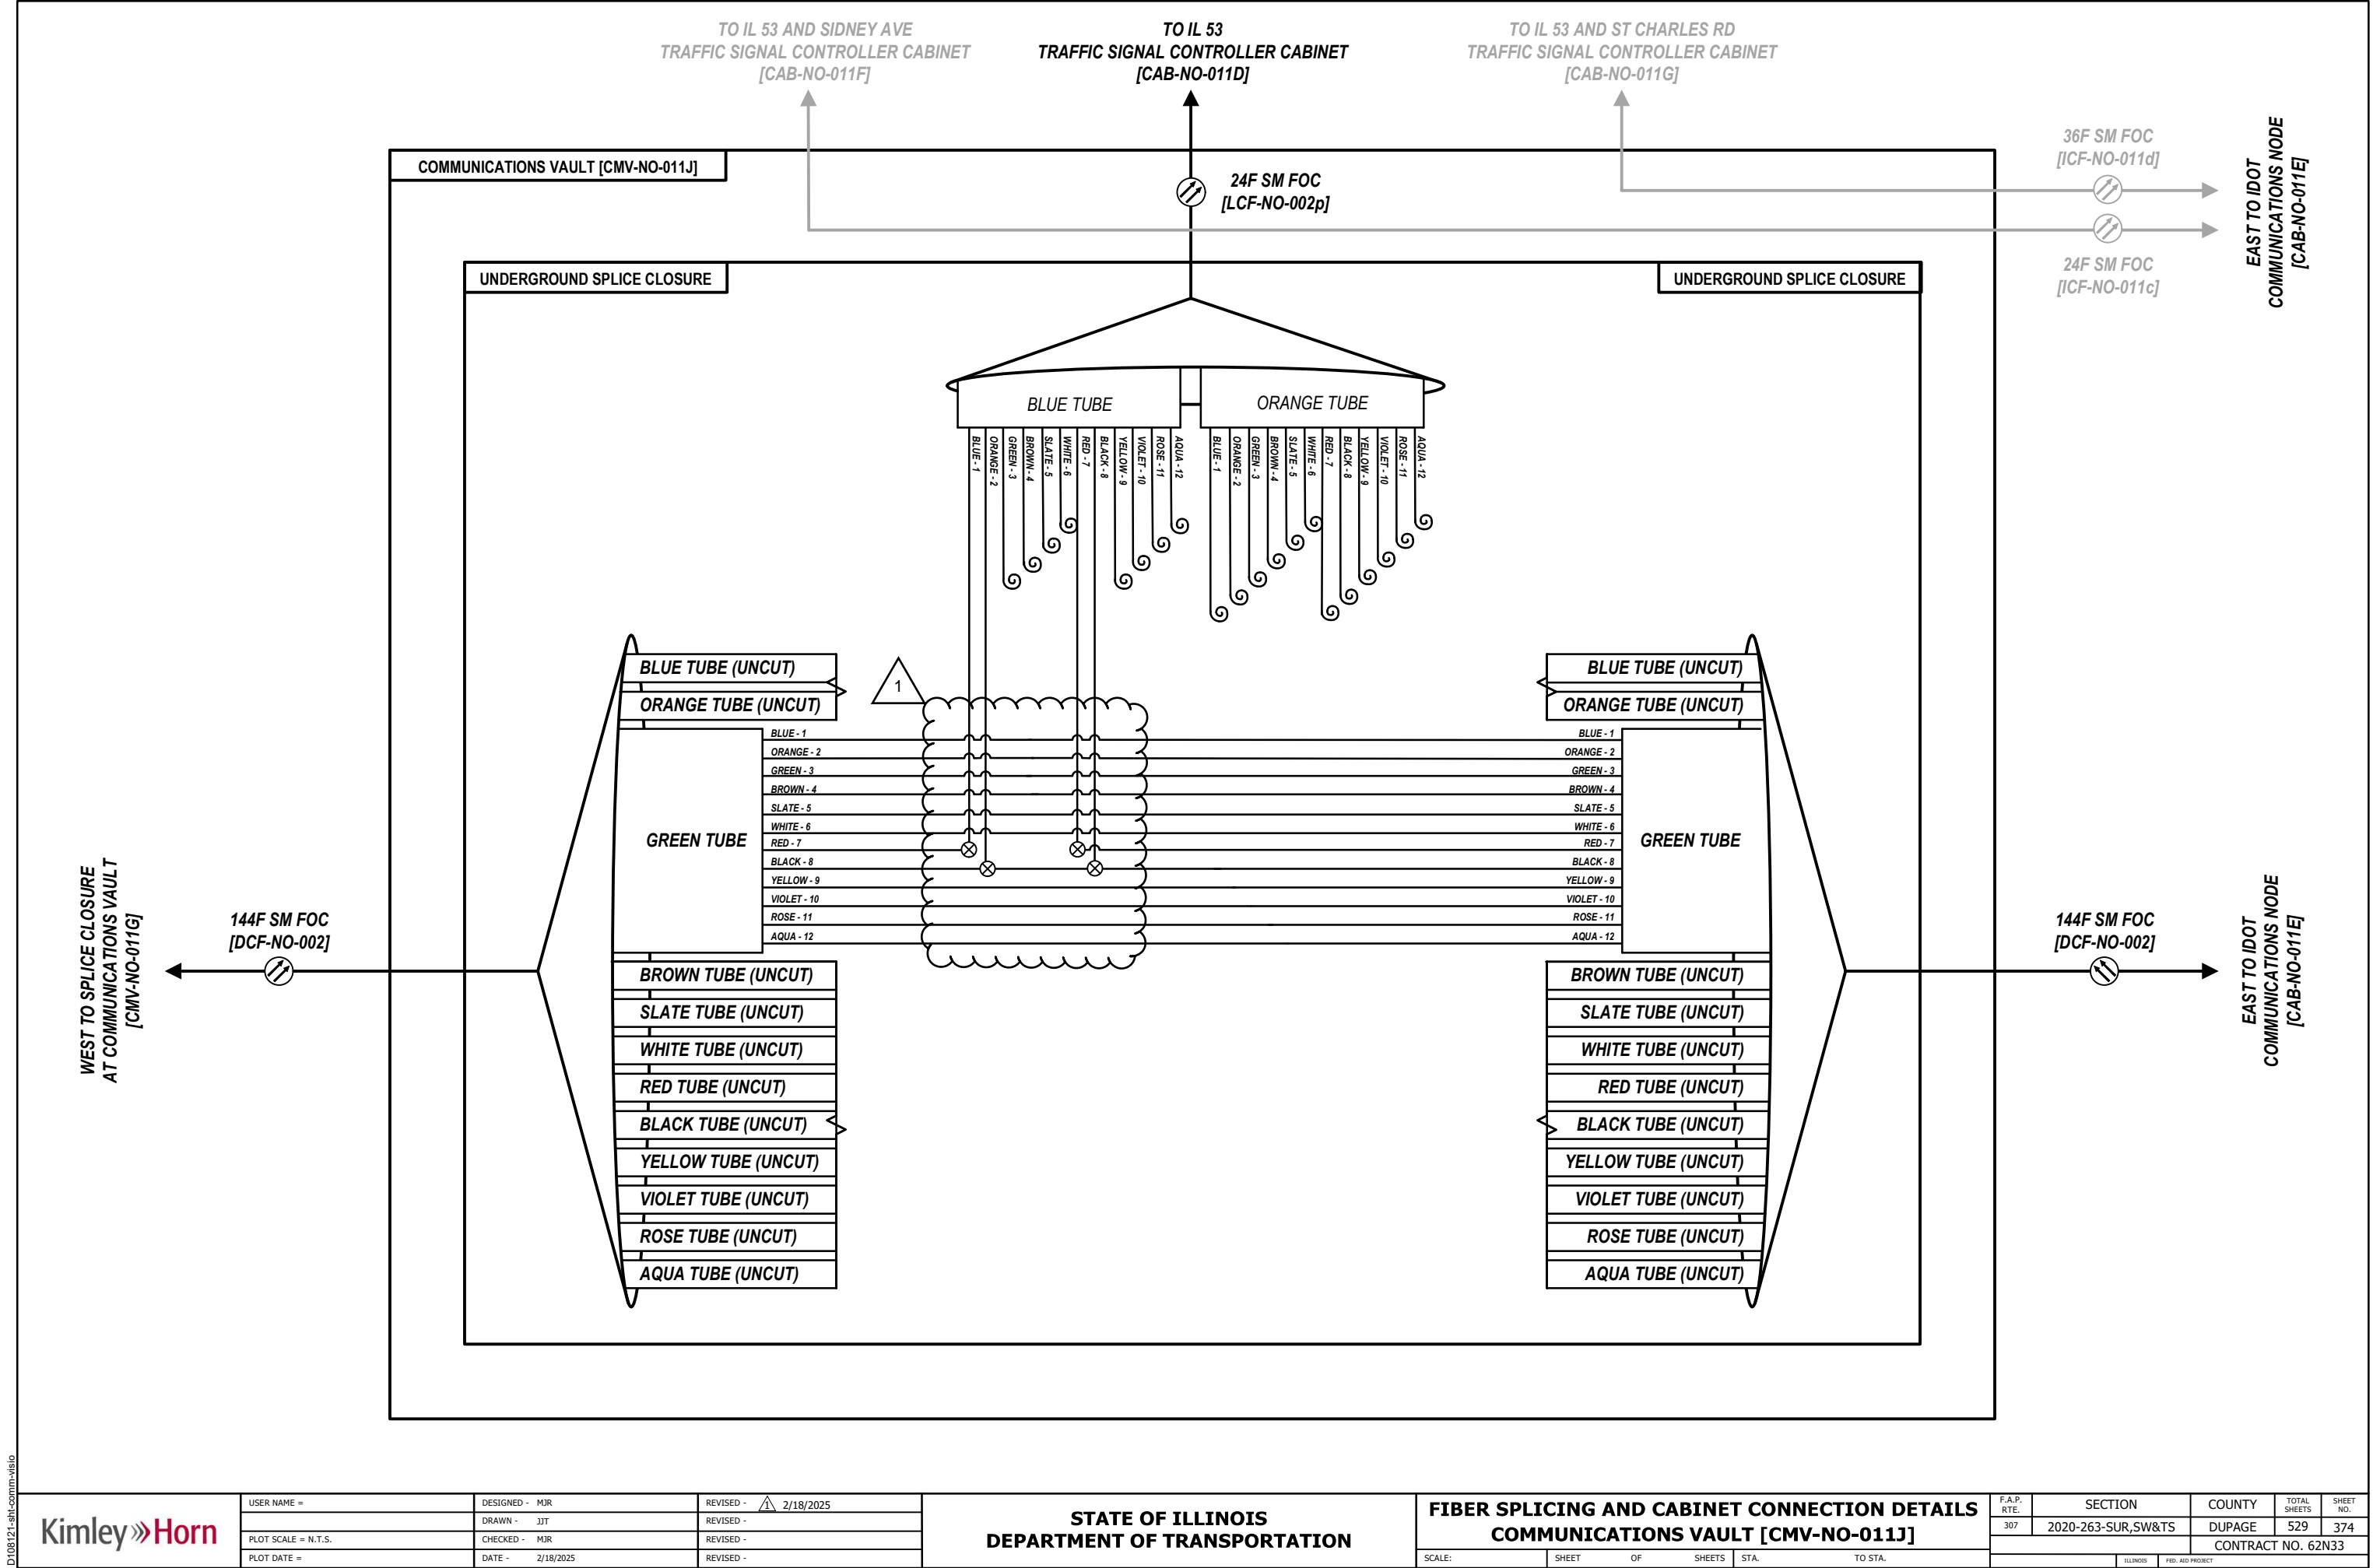 TO IL 53 AND SIDNEY AVE
TRAFFIC SIGNAL CONTROLLER CABINET
[CAB-NO-011F]
TO IL 53
TRAFFIC SIGNAL CONTROLLER CABINET
[CAB-NO-011D]
TO IL 53 AND ST CHARLES RD
TRAFFIC SIGNAL CONTROLLER CABINET
[CAB-NO-011G]
36F SM FOC
[ICF-NO-011d]
24F SM FOC
[ICF-NO-011c]
EAST TO IDOT
COMMUNICATIONS NODE
[CAB-NO-011E]
COMMUNICATIONS VAULT [CMV-NO-011J]
24F SM FOC
[LCF-NO-002p]
UNDERGROUND SPLICE CLOSURE
UNDERGROUND SPLICE CLOSURE
BLUE TUBE
ORANGE TUBE
BLUE - 1
ORANGE - 2
GREEN - 3
BROWN - 4
SLATE - 5
WHITE - 6
RED - 7
BLACK - 8
YELLOW - 9
VIOLET - 10
ROSE - 11
AQUA - 12
BLUE - 1
ORANGE - 2
GREEN - 3
BROWN - 4
SLATE - 5
WHITE - 6
RED - 7
BLACK - 8
YELLOW - 9
VIOLET - 10
ROSE - 11
AQUA - 12
BLUE TUBE (UNCUT)
ORANGE TUBE (UNCUT)
1
BLUE TUBE (UNCUT)
ORANGE TUBE (UNCUT)
GREEN TUBE
BLUE - 1
ORANGE - 2
GREEN - 3
BROWN - 4
SLATE - 5
WHITE - 6
RED - 7
BLACK - 8
YELLOW - 9
VIOLET - 10
ROSE - 11
AQUA - 12
BLUE - 1
ORANGE - 2
GREEN - 3
BROWN - 4
SLATE - 5
WHITE - 6
RED - 7
BLACK - 8
YELLOW - 9
VIOLET - 10
ROSE - 11
AQUA - 12
GREEN TUBE
WEST TO SPLICE CLOSURE
AT COMMUNICATIONS VAULT
[CMV-NO-011G]
144F SM FOC
[DCF-NO-002]
144F SM FOC
[DCF-NO-002]
EAST TO IDOT
COMMUNICATIONS NODE
[CAB-NO-011E]
BROWN TUBE (UNCUT)
SLATE TUBE (UNCUT)
WHITE TUBE (UNCUT)
RED TUBE (UNCUT)
BLACK TUBE (UNCUT)
YELLOW TUBE (UNCUT)
VIOLET TUBE (UNCUT)
ROSE TUBE (UNCUT)
AQUA TUBE (UNCUT)
BROWN TUBE (UNCUT)
SLATE TUBE (UNCUT)
WHITE TUBE (UNCUT)
RED TUBE (UNCUT)
BLACK TUBE (UNCUT)
YELLOW TUBE (UNCUT)
VIOLET TUBE (UNCUT)
ROSE TUBE (UNCUT)
AQUA TUBE (UNCUT)
D108121-sht-comm-visio
Kimley»Horn
USER NAME =
PLOT SCALE = N.T.S.
PLOT DATE =
DESIGNED - MJR
DRAWN - JJT
CHECKED - MJR
DATE - 2/18/2025
REVISED - 1 2/18/2025
REVISED -
REVISED -
REVISED -
STATE OF ILLINOIS
DEPARTMENT OF TRANSPORTATION
FIBER SPLICING AND CABINET CONNECTION DETAILS
COMMUNICATIONS VAULT [CMV-NO-011J]
SCALE: SHEET OF SHEETS STA. TO STA.
F.A.P. RTE.
307
SECTION
2020-263-SUR,SW&TS
COUNTY
DUPAGE
TOTAL SHEETS
529
SHEET NO.
374
CONTRACT NO. 62N33
ILLINOIS FED. AID PROJECT